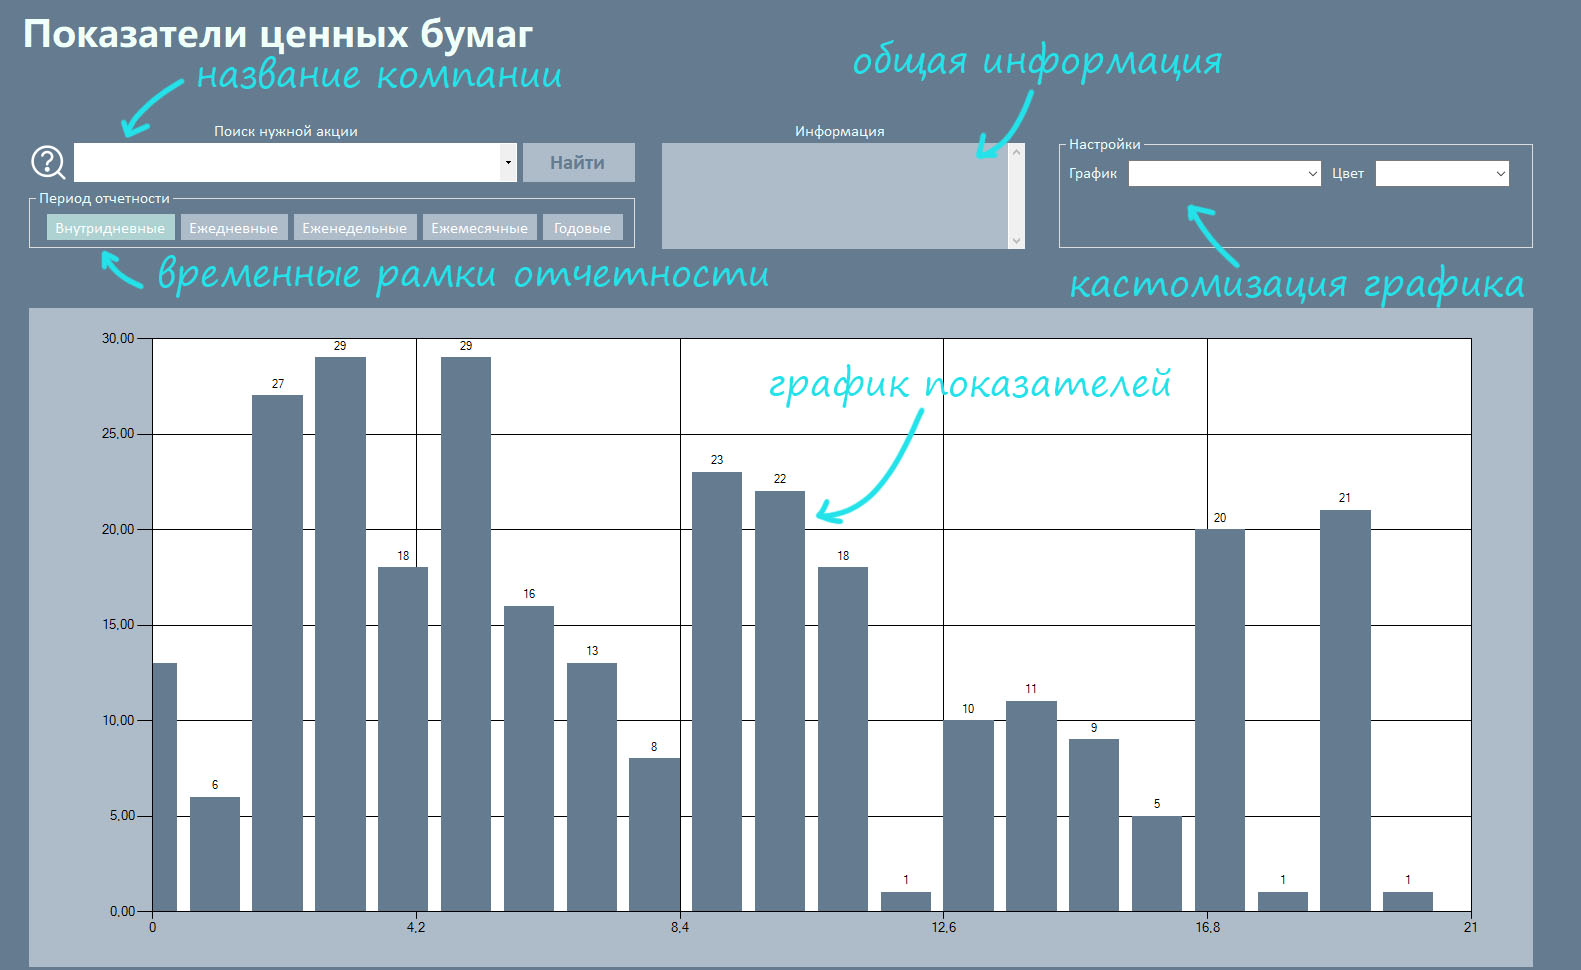 Показатели ценных бумаг
название компании
общая информация
Поиск нужной акции
Информация
Настройки
Найти
График
Цвет
Период отчетности
Внутридневные Ежедневные Еженедельные Ежемесячные Годовые
временные рамки отчетности
кастомизация графика
график показателей
30,00
25,00
20,00
15,00
10,00
5,00
0,00
6
27
29
18
29
16
13
8
23
22
18
1
10
11
9
5
20
1
21
1
0 4,2 8,4 12,6 16,8 21